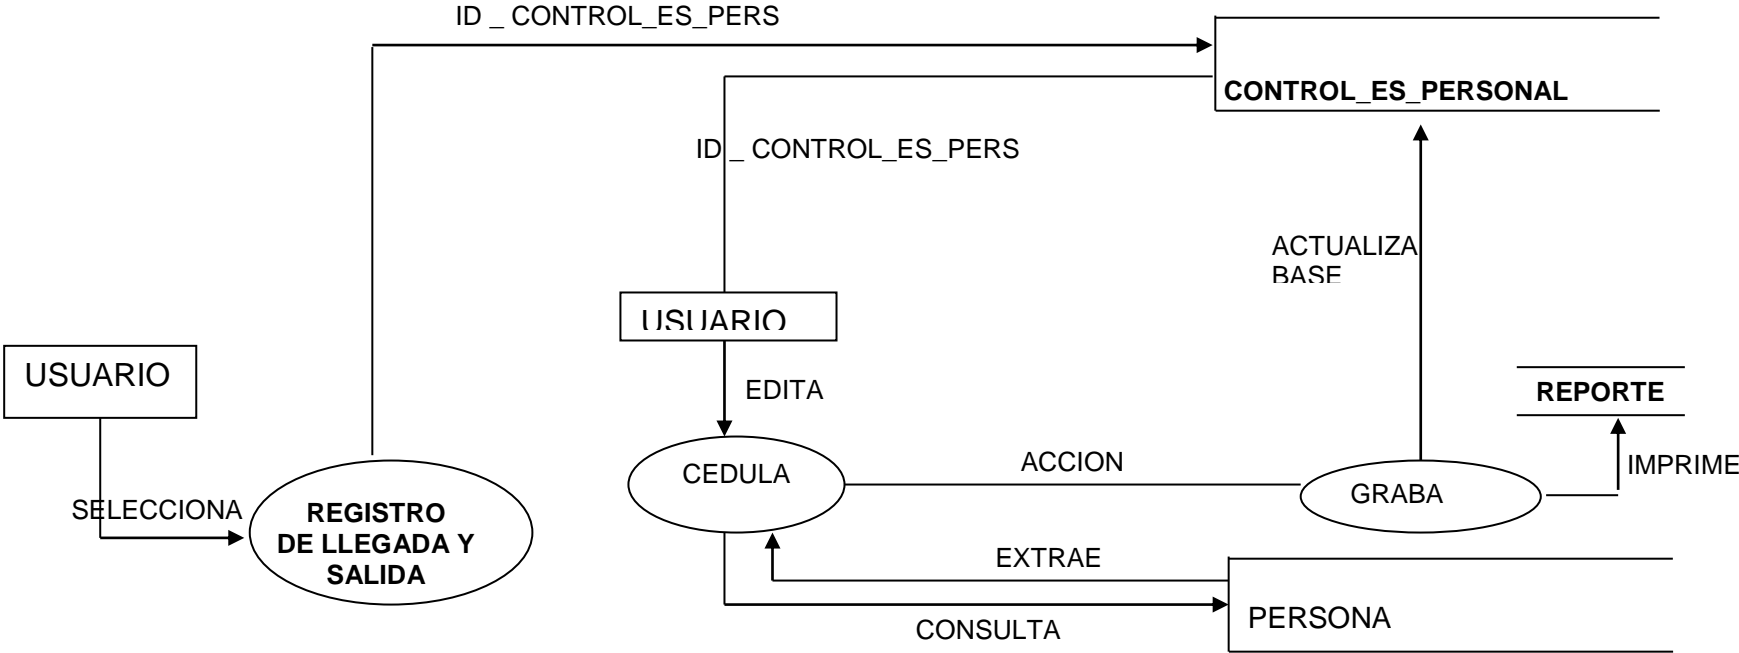 ID _ CONTROL_ES_PERS
CONTROL_ES_PERSONAL
ID _ CONTROL_ES_PERS
ACTUALIZA
BASE
USUARIO
USUARIO
EDITA
REPORTE
CEDULA
ACCION
IMPRIME
GRABA
SELECCIONA
REGISTRO
DE LLEGADA Y
SALIDA
EXTRAE
PERSONA
CONSULTA